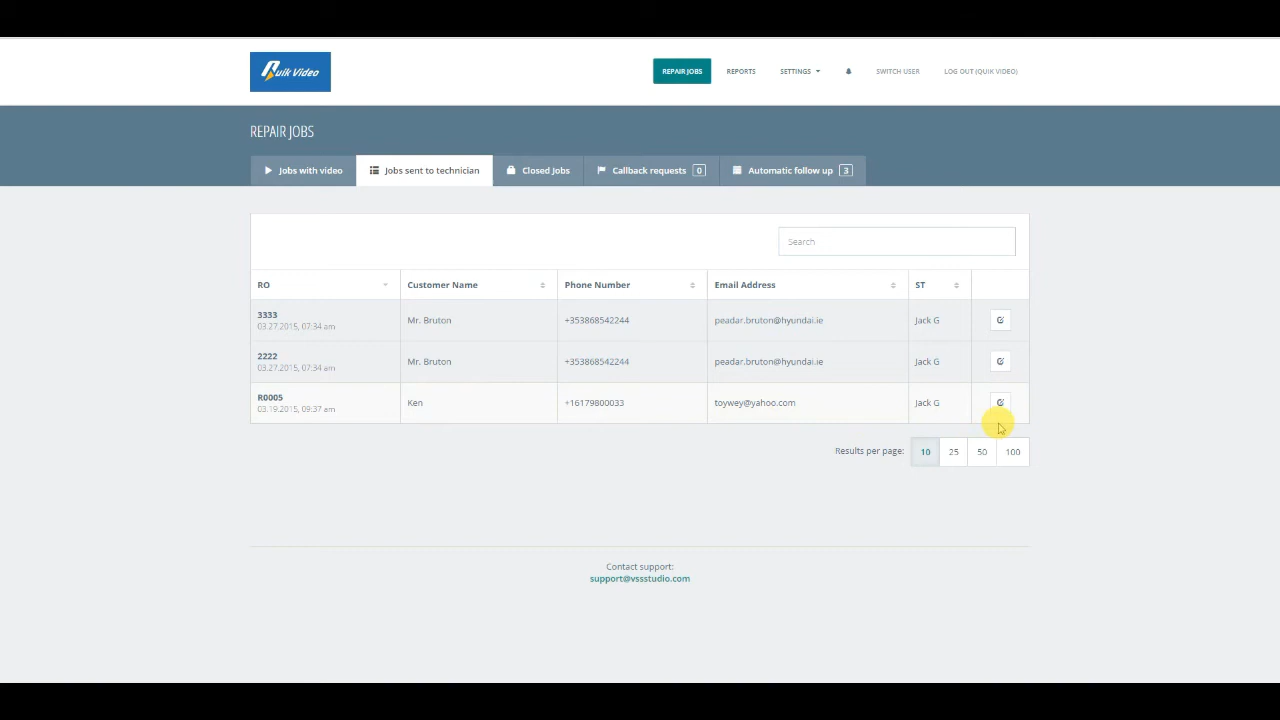 Quik Video
REPAIR JOBS
REPORTS
SETTINGS
SWITCH USER
LOG OUT (QUIK VIDEO)
REPAIR JOBS
Jobs with video
Jobs sent to technician
Closed Jobs
Callback requests 0
Automatic follow up 3
Search
RO Customer Name Phone Number Email Address ST
3333
03.27.2015, 07:34 am
Mr. Bruton +353868542244 peadar.bruton@hyundai.ie Jack G
2222
03.27.2015, 07:34 am
Mr. Bruton +353868542244 peadar.bruton@hyundai.ie Jack G
R0005
03.19.2015, 09:37 am
Ken +16179800033 toywey@yahoo.com Jack G
Results per page: 10 25 50 100
Contact support:
support@vssstudio.com